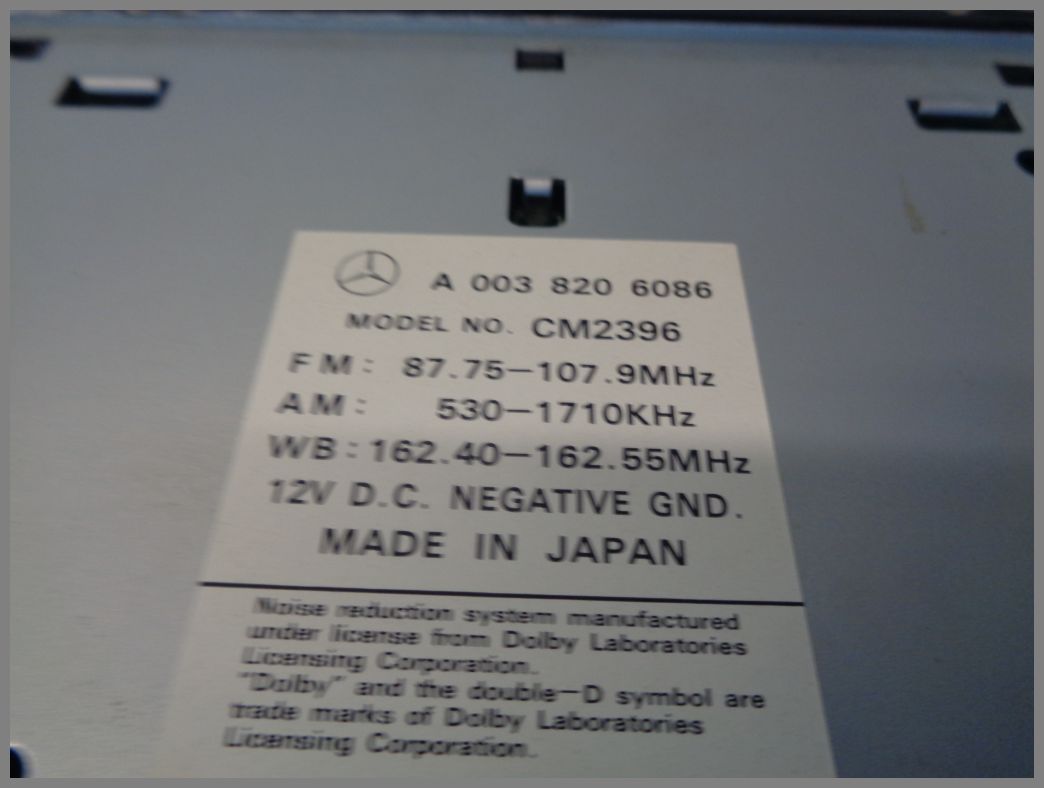 A 003 820 6086
MODEL NO. CM2396
FM: 87.75-107.9MHz
AM: 530-1710KHz
WB: 162.40-162.55MHz
12V D.C. NEGATIVE GND.
MADE IN JAPAN
Noise reduction system manufactured
under license from Dolby Laboratories
Licensing Corporation.
"Dolby" and the double-D symbol are
trade marks of Dolby Laboratories
Licensing Corporation.